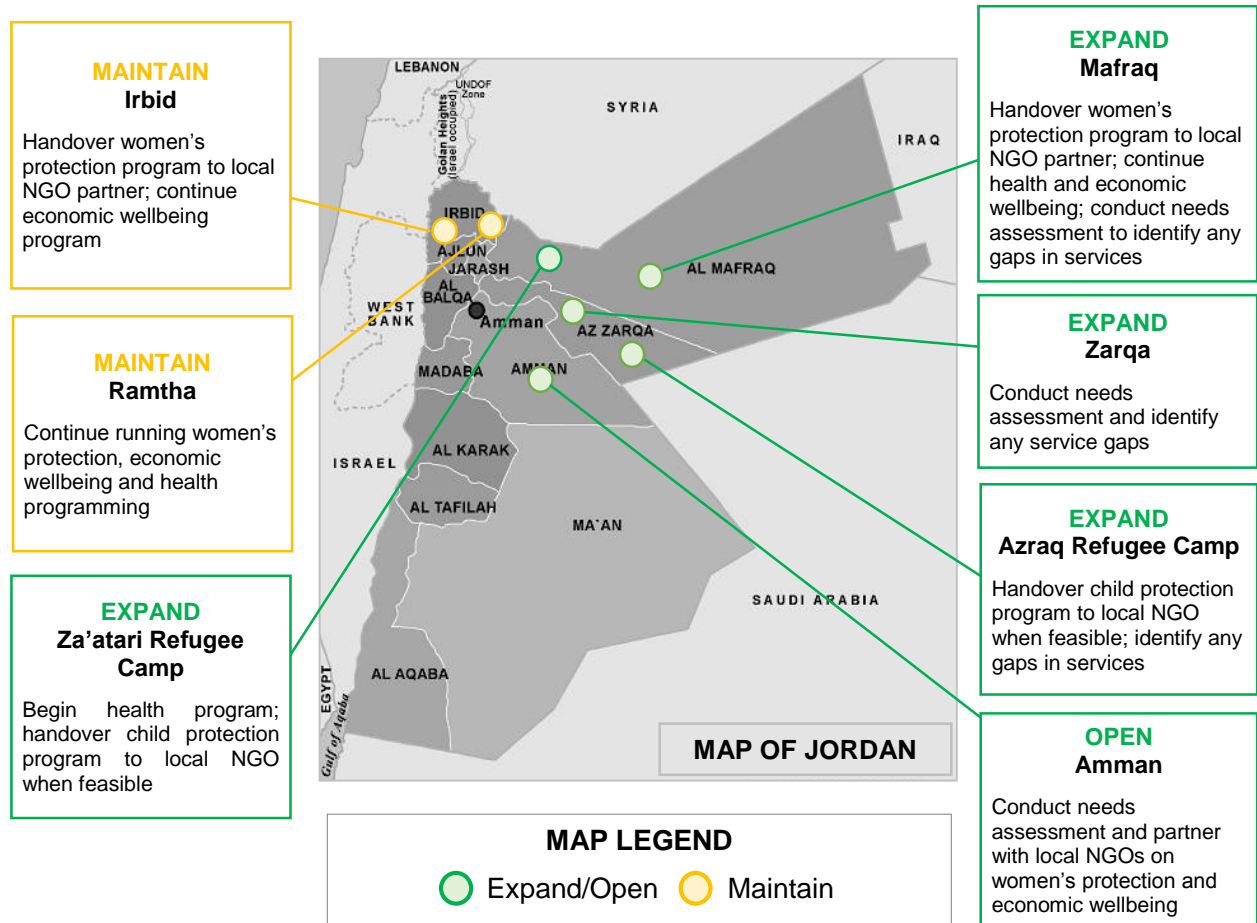 MAINTAIN
Irbid
Handover women's
protection program to local
NGO partner; continue
economic wellbeing
program
MAINTAIN
Ramtha
Continue running women's
protection, economic
wellbeing and health
programming
EXPAND
Za'atari Refugee
Camp
Begin health program;
handover child protection
program to local NGO
when feasible
LEBANON
UNDOF
Zone
Golan Heights
(Israel occupied)
SYRIA
IRAQ
IRBID
AJLUN
JARASH
AL
BALQA
WEST
BANK
Amman
AL MAFRAQ
AZ ZARQA
MADABA
AMMAN
ISRAEL
AL KARAK
AL TAFILAH
MA`AN
SAUDI ARABIA
AL AQABA
EGYPT
Gulf of Aqaba
MAP OF JORDAN
MAP LEGEND
Expand/Open
Maintain
EXPAND
Mafraq
Handover women's
protection program to local
NGO partner; continue
health and economic
wellbeing; conduct needs
assessment to identify any
gaps in services
EXPAND
Zarqa
Conduct needs
assessment and identify
any service gaps
EXPAND
Azraq Refugee Camp
Handover child protection
program to local NGO
when feasible; identify any
gaps in services
OPEN
Amman
Conduct needs
assessment and partner
with local NGOs on
women's protection and
economic wellbeing